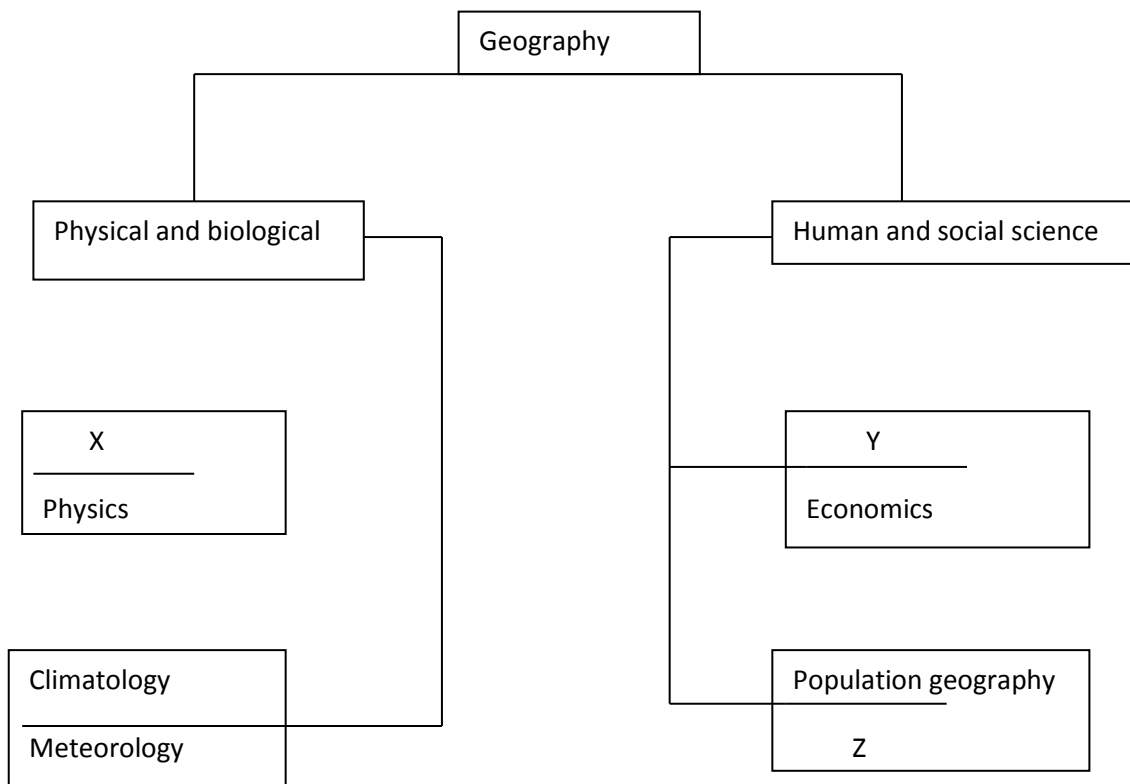 Geography
Physical and biological
Human and social science
X
Physics
Y
Economics
Climatology
Meteorology
Population geography
Z